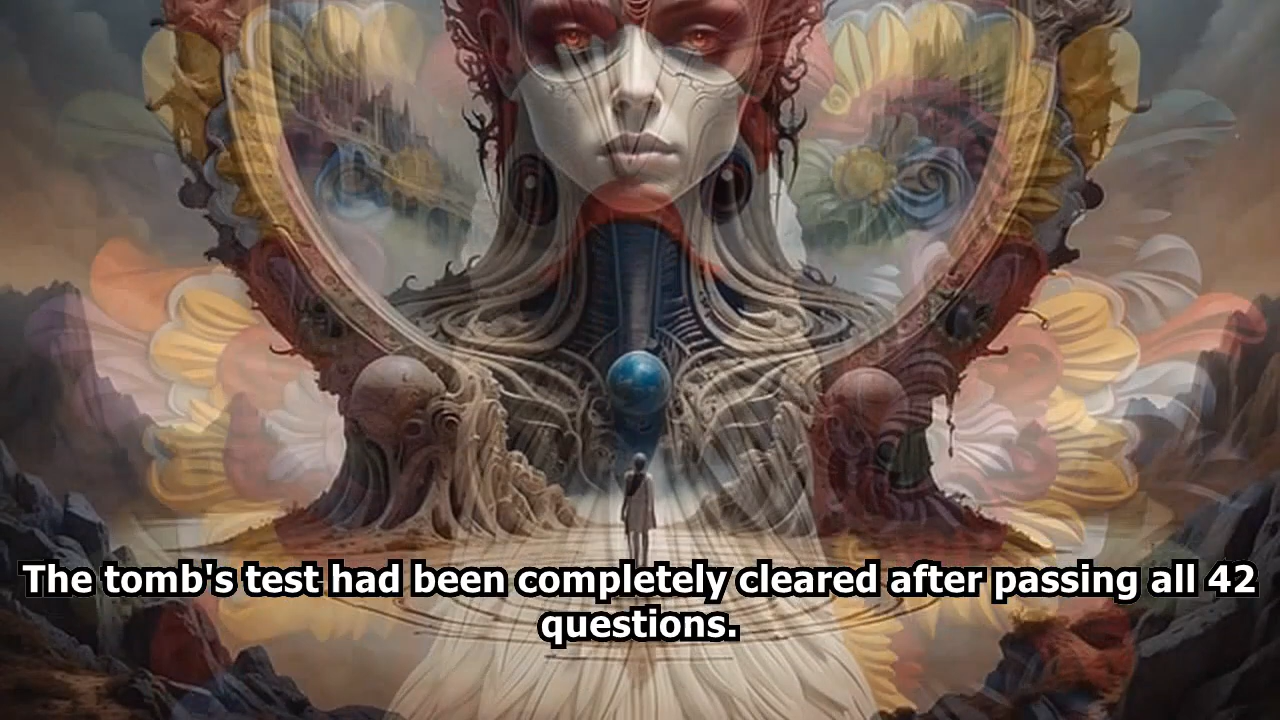 The tomb's test had been completely cleared after passing all 42
questions.